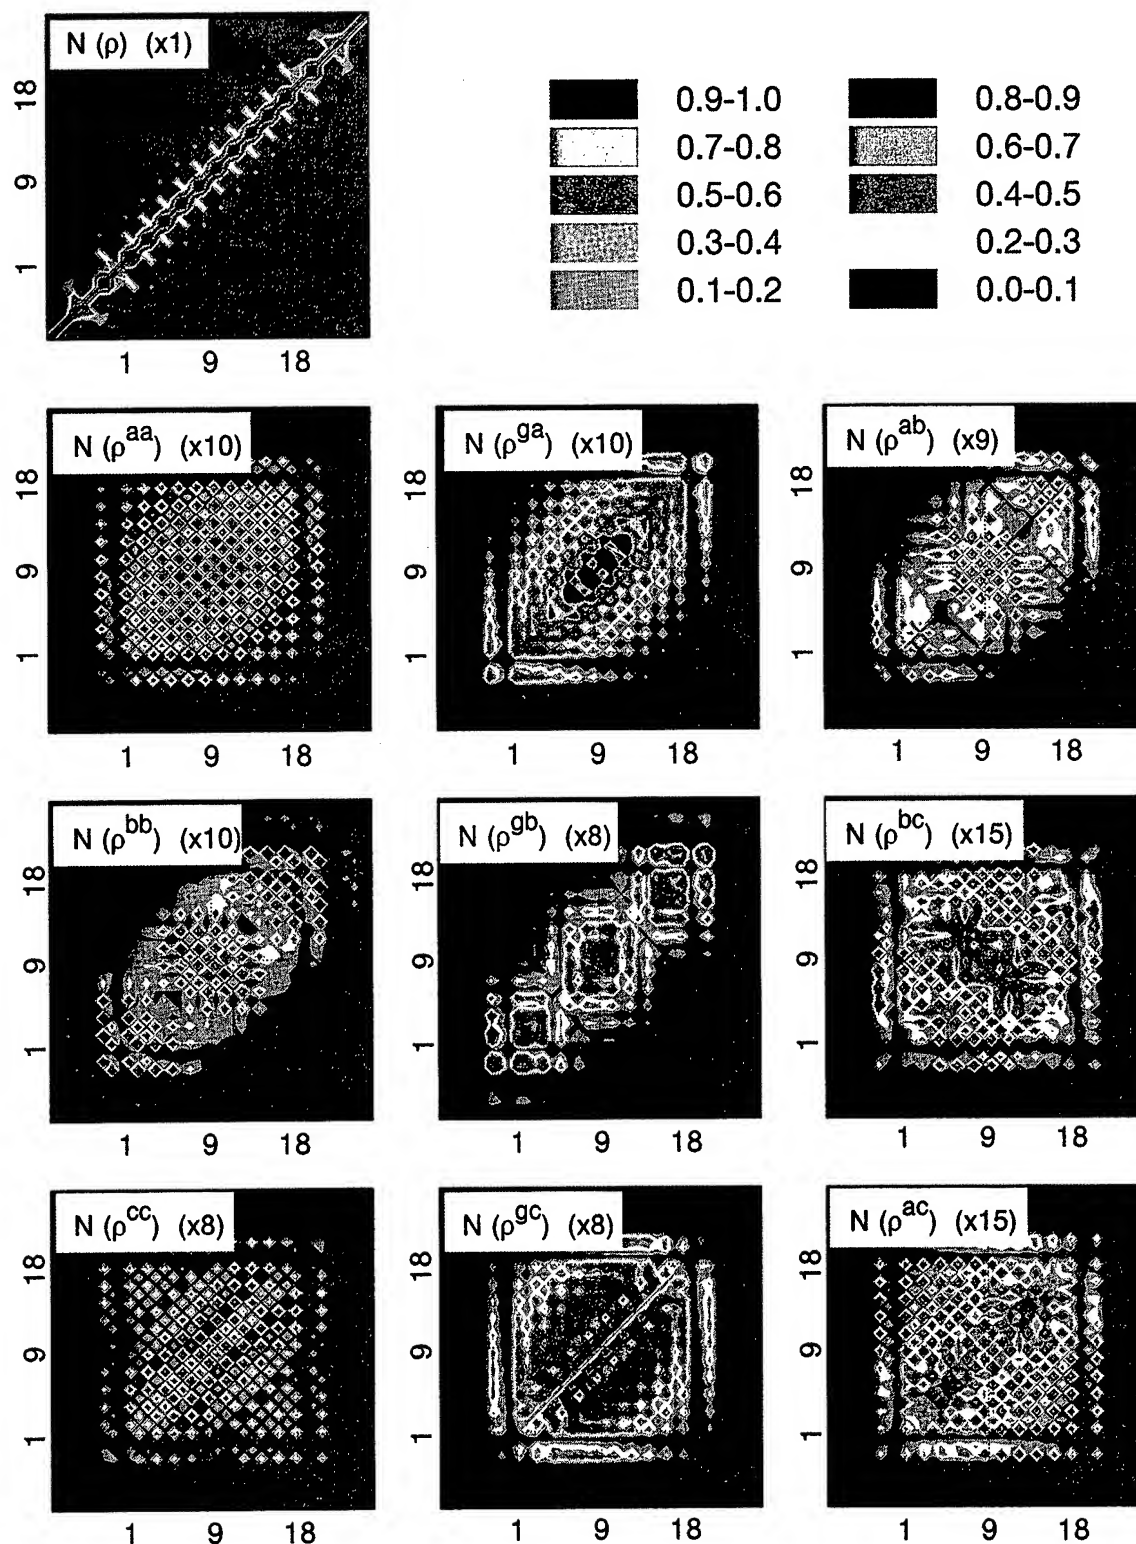 N (ρ) (x1)
18
9
1
1 9 18
0.9-1.0 0.8-0.9
0.7-0.8 0.6-0.7
0.5-0.6 0.4-0.5
0.3-0.4 0.2-0.3
0.1-0.2 0.0-0.1
N (ρ^aa) (x10)
18
9
1
1 9 18
N (ρ^ga) (x10)
18
9
1
1 9 18
N (ρ^ab) (x9)
18
9
1
1 9 18
N (ρ^bb) (x10)
18
9
1
1 9 18
N (ρ^gb) (x8)
18
9
1
1 9 18
N (ρ^bc) (x15)
18
9
1
1 9 18
N (ρ^cc) (x8)
18
9
1
1 9 18
N (ρ^gc) (x8)
18
9
1
1 9 18
N (ρ^ac) (x15)
18
9
1
1 9 18